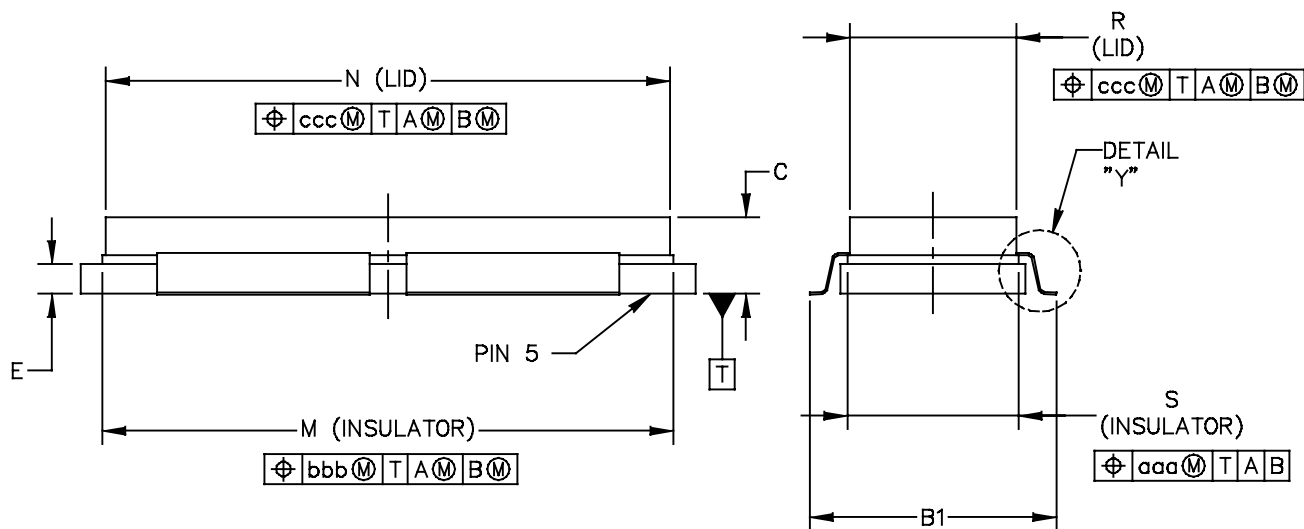 N (LID)
⌖ ccc Ⓜ T A Ⓜ B Ⓜ
R
(LID)
⌖ ccc Ⓜ T A Ⓜ B Ⓜ
DETAIL
"Y"
C
E
PIN 5
T
M (INSULATOR)
⌖ bbb Ⓜ T A Ⓜ B Ⓜ
S
(INSULATOR)
⌖ aaa Ⓜ T A B
B1